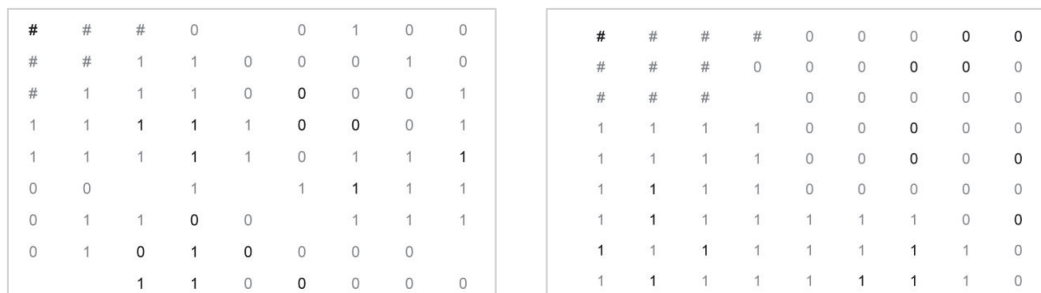 # # # 0 0 1 0 0
# # 1 1 0 0 0 1 0
# 1 1 1 0 0 0 0 1
1 1 1 1 1 0 0 0 1
1 1 1 1 1 0 1 1 1
0 0 1 1 1 1 1
0 1 1 0 0 1 1 1
0 1 0 1 0 0 0 0
1 1 0 0 0 0 0
# # # # 0 0 0 0 0
# # # 0 0 0 0 0 0
# # # 0 0 0 0 0
1 1 1 1 0 0 0 0 0
1 1 1 1 0 0 0 0 0
1 1 1 1 0 0 0 0 0
1 1 1 1 1 1 1 0 0
1 1 1 1 1 1 1 1 0
1 1 1 1 1 1 1 1 0